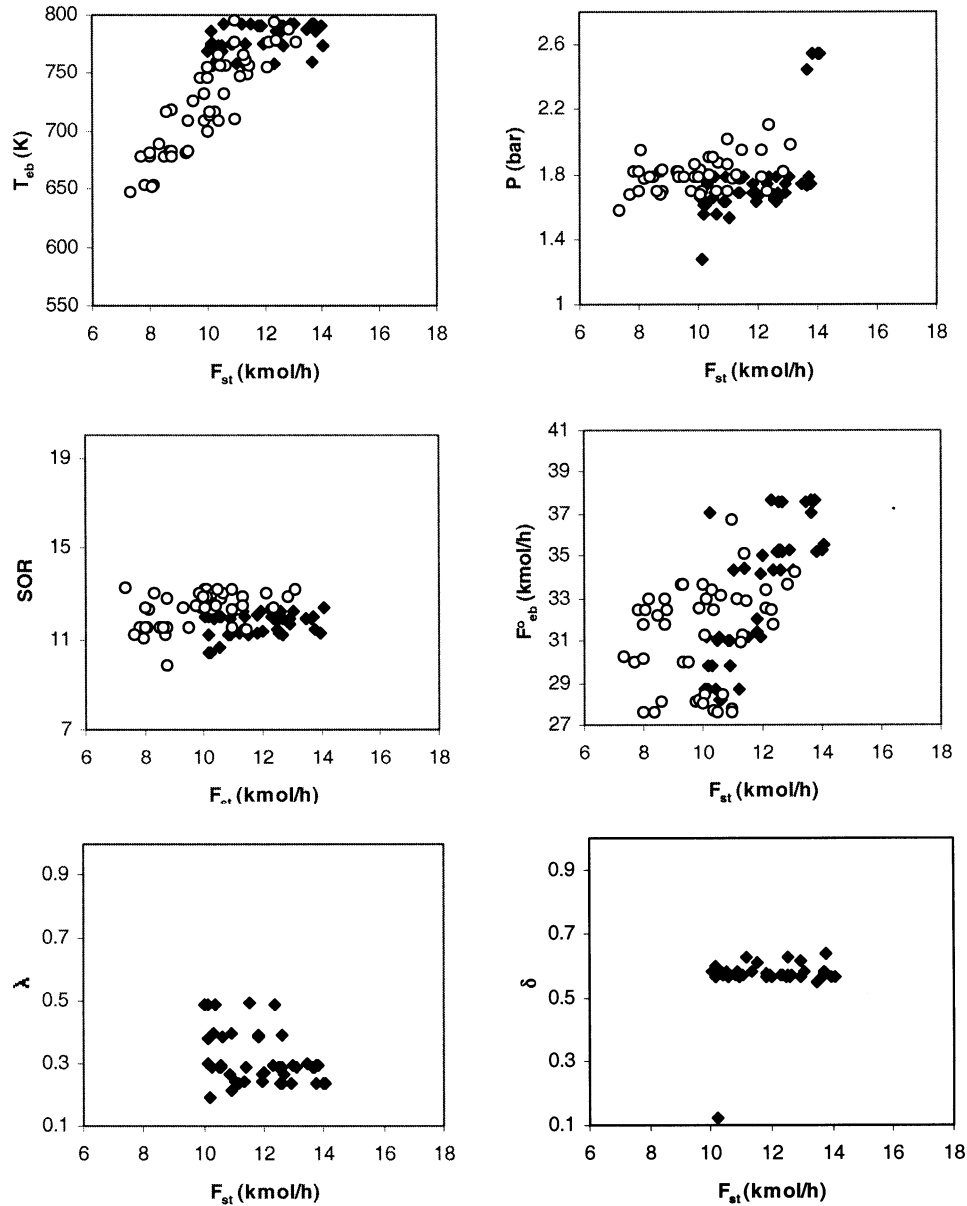 800
750
700
650
600
550
T_eb (K)
6 8 10 12 14 16 18
F_st (kmol/h)
2.6
2.2
1.8
1.4
1
P (bar)
6 8 10 12 14 16 18
F_st (kmol/h)
19
15
11
7
SOR
6 8 10 12 14 16 18
F_st (kmol/h)
41
39
37
35
33
31
29
27
F°_eb (kmol/h)
6 8 10 12 14 16 18
F_st (kmol/h)
0.9
0.7
0.5
0.3
0.1
λ
6 8 10 12 14 16 18
F_st (kmol/h)
0.9
0.7
0.5
0.3
0.1
δ
6 8 10 12 14 16 18
F_st (kmol/h)